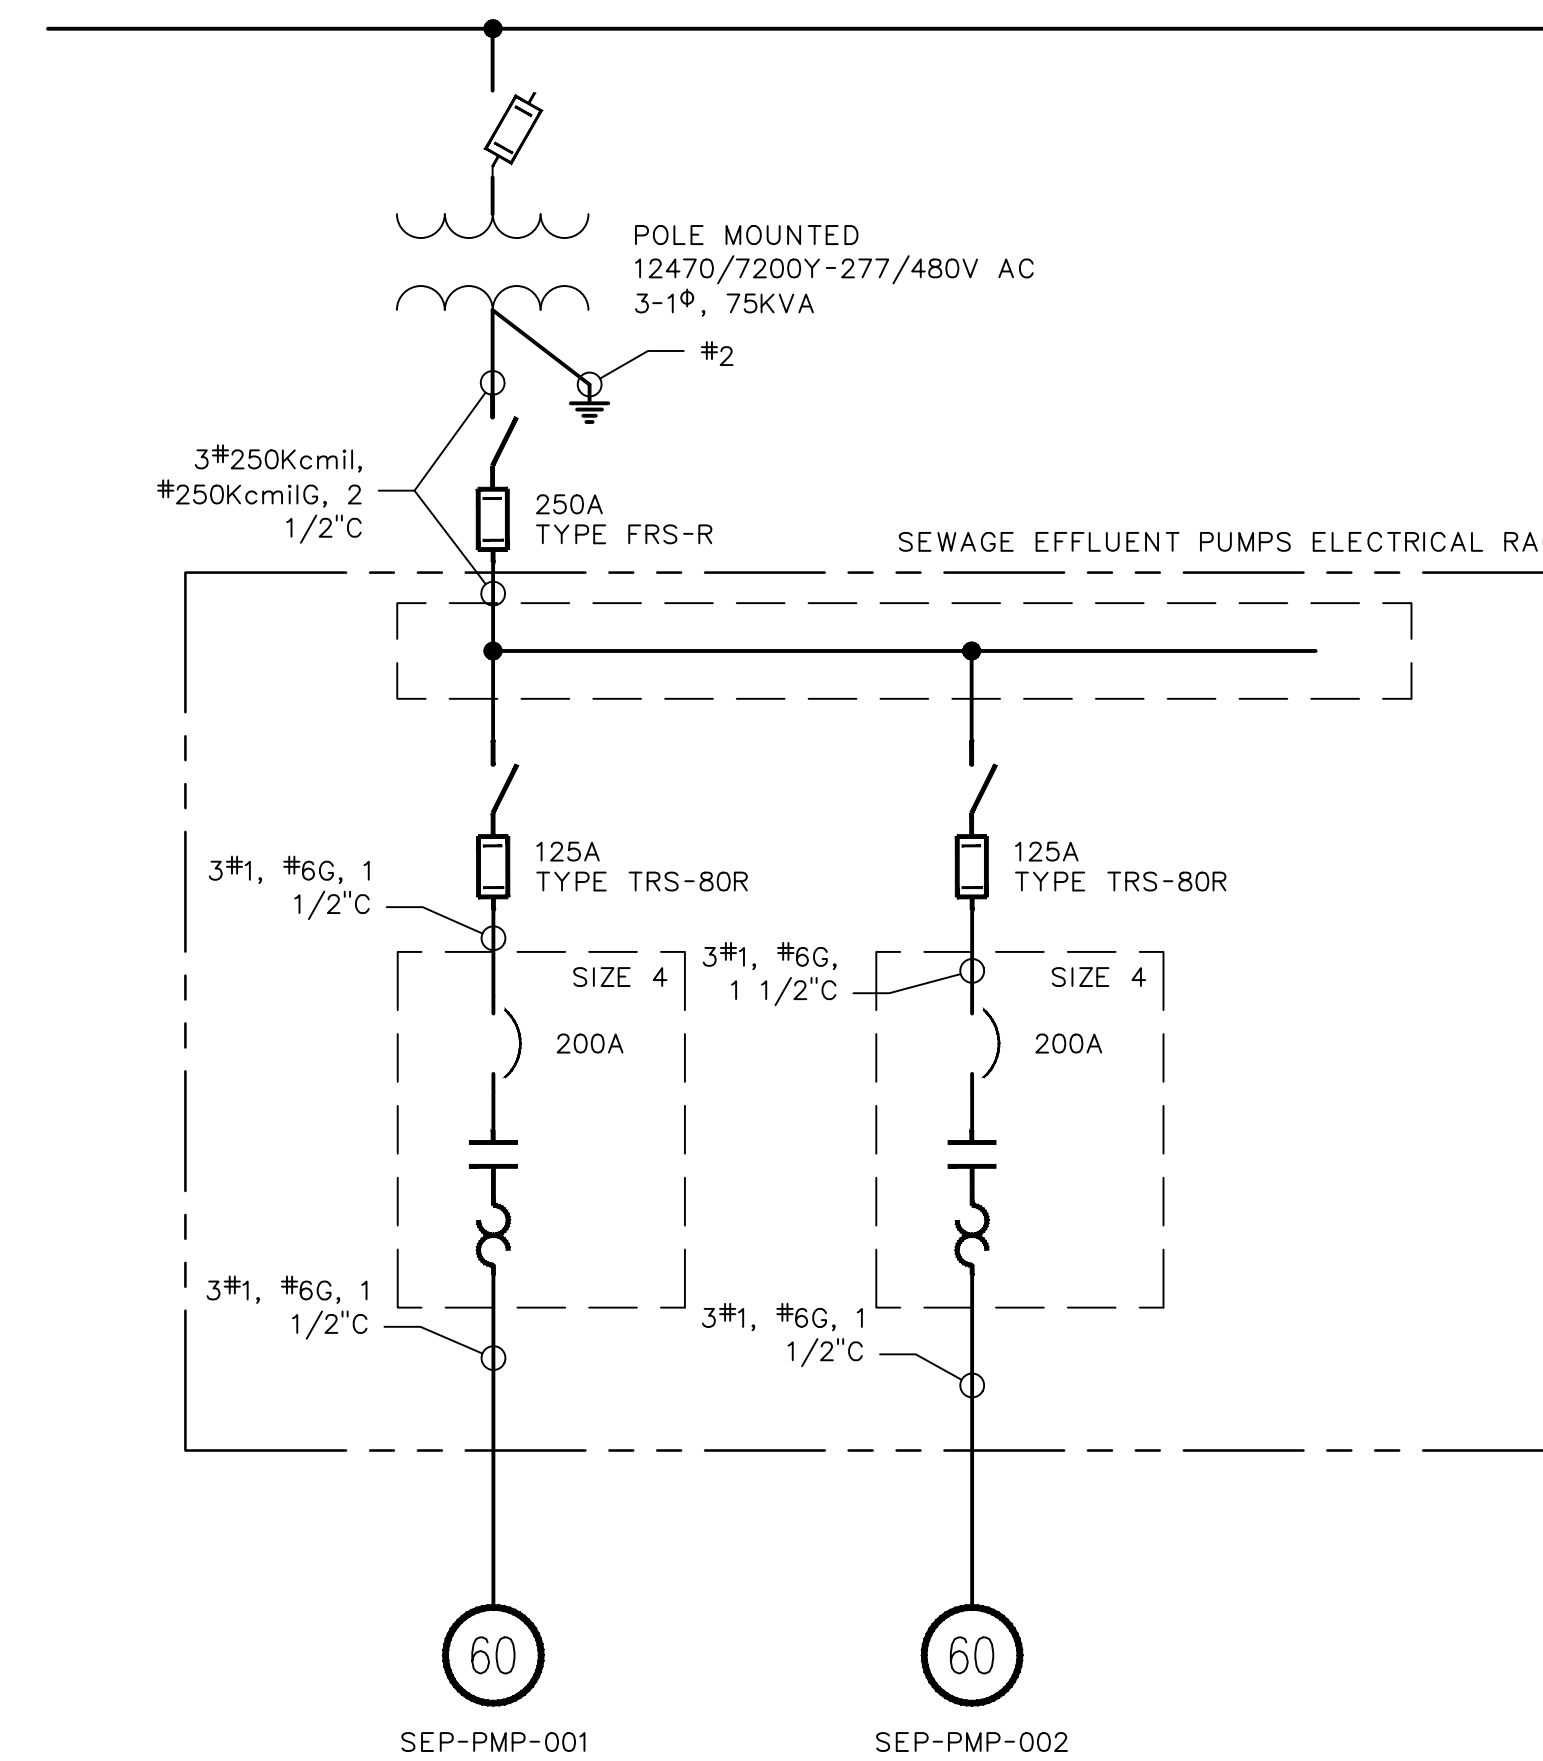 POLE MOUNTED
12470/7200Y-277/480V AC
3-1Φ, 75KVA
#2
3#250Kcmil,
#250KcmilG, 2
1/2"C
250A
TYPE FRS-R
SEWAGE EFFLUENT PUMPS ELECTRICAL
125A
TYPE TRS-80R
125A
TYPE TRS-80R
3#1, #6G, 1
1/2"C
SIZE 4
3#1, #6G,
1 1/2"C
SIZE 4
200A
200A
3#1, #6G, 1
1/2"C
3#1, #6G, 1
1/2"C
60
60
SEP-PMP-001
SEP-PMP-002